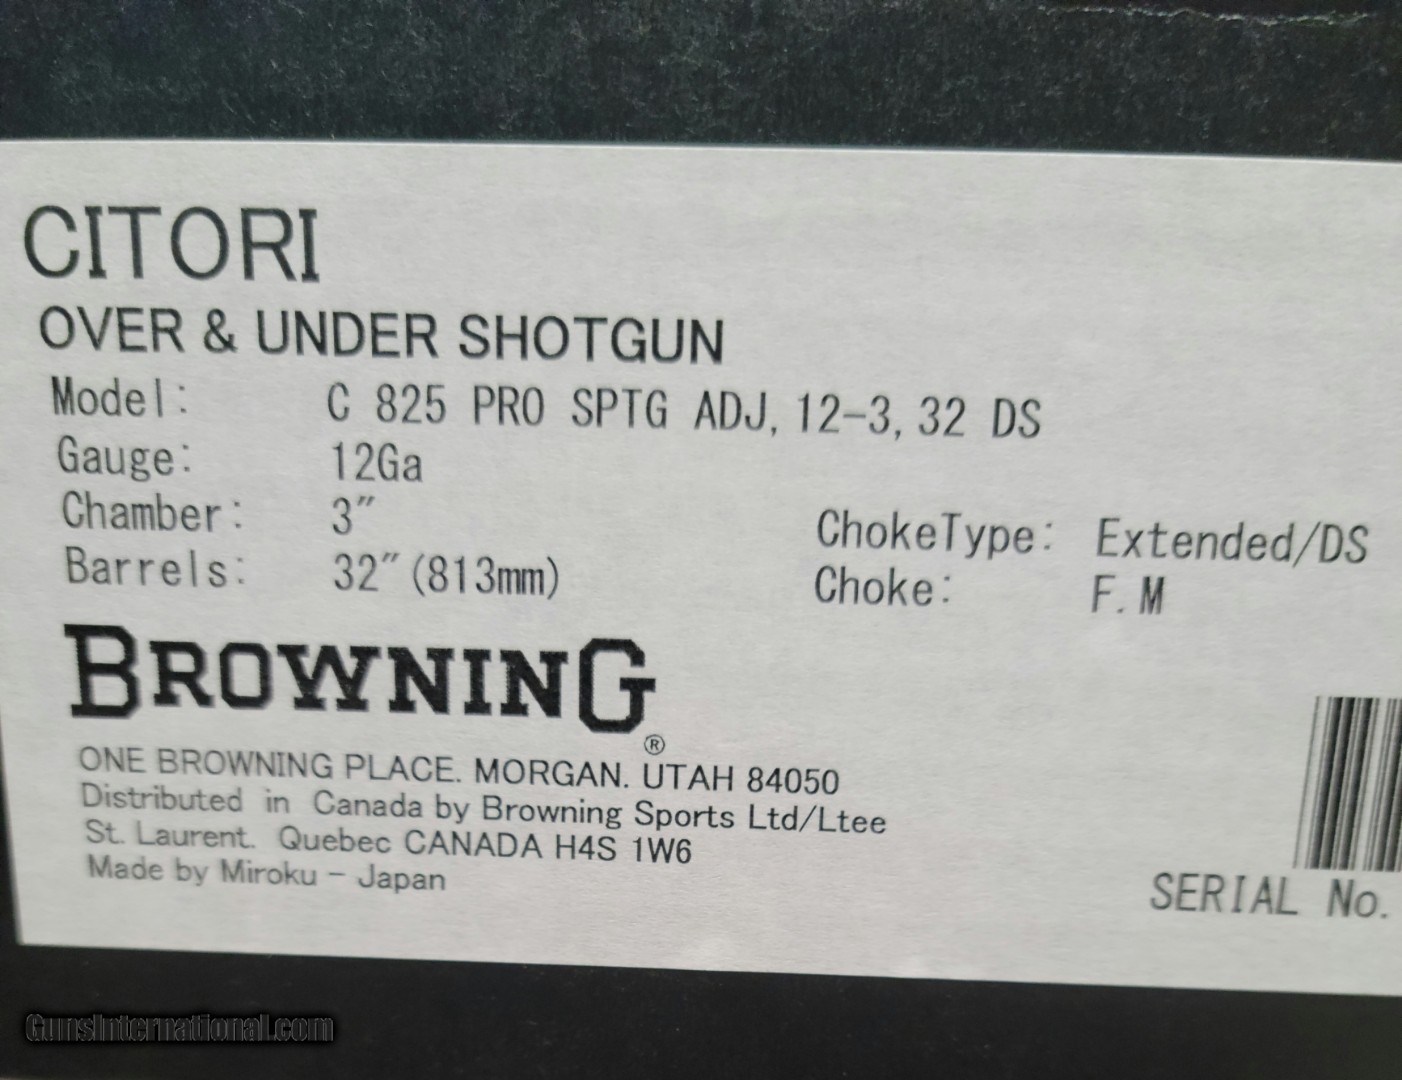 CITORI
OVER & UNDER SHOTGUN
Model: C 825 PRO SPTG ADJ, 12-3, 32 DS
Gauge: 12Ga
Chamber: 3"
Barrels: 32"(813mm)
ChokeType: Extended/DS
Choke: F.M
BROWNING®
ONE BROWNING PLACE. MORGAN. UTAH 84050
Distributed in Canada by Browning Sports Ltd/Ltee
St. Laurent. Quebec CANADA H4S 1W6
Made by Miroku - Japan
SERIAL No.
GunsInternational.com